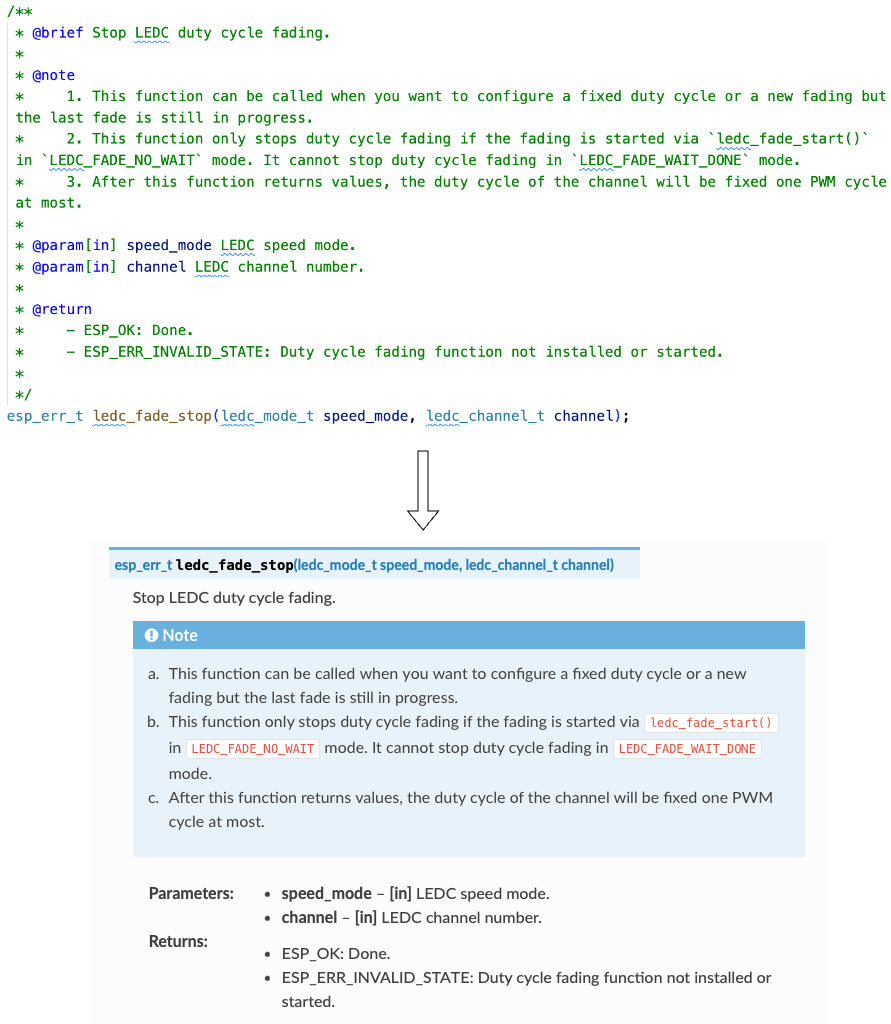 /**
* @brief Stop LEDC duty cycle fading.
*
* @note
*     1. This function can be called when you want to configure a fixed duty cycle or a new fading but
the last fade is still in progress.
*     2. This function only stops duty cycle fading if the fading is started via `ledc_fade_start()`
in `LEDC_FADE_NO_WAIT` mode. It cannot stop duty cycle fading in `LEDC_FADE_WAIT_DONE` mode.
*     3. After this function returns values, the duty cycle of the channel will be fixed one PWM cycle
at most.
*
* @param[in] speed_mode LEDC speed mode.
* @param[in] channel LEDC channel number.
*
* @return
*     - ESP_OK: Done.
*     - ESP_ERR_INVALID_STATE: Duty cycle fading function not installed or started.
*
*/
esp_err_t ledc_fade_stop(ledc_mode_t speed_mode, ledc_channel_t channel);
esp_err_t ledc_fade_stop(ledc_mode_t speed_mode, ledc_channel_t channel)
Stop LEDC duty cycle fading.
Note
a. This function can be called when you want to configure a fixed duty cycle or a new
fading but the last fade is still in progress.
b. This function only stops duty cycle fading if the fading is started via ledc_fade_start()
in LEDC_FADE_NO_WAIT mode. It cannot stop duty cycle fading in LEDC_FADE_WAIT_DONE
mode.
c. After this function returns values, the duty cycle of the channel will be fixed one PWM
cycle at most.
Parameters: • speed_mode – [in] LEDC speed mode.
• channel – [in] LEDC channel number.
Returns:
• ESP_OK: Done.
• ESP_ERR_INVALID_STATE: Duty cycle fading function not installed or
started.